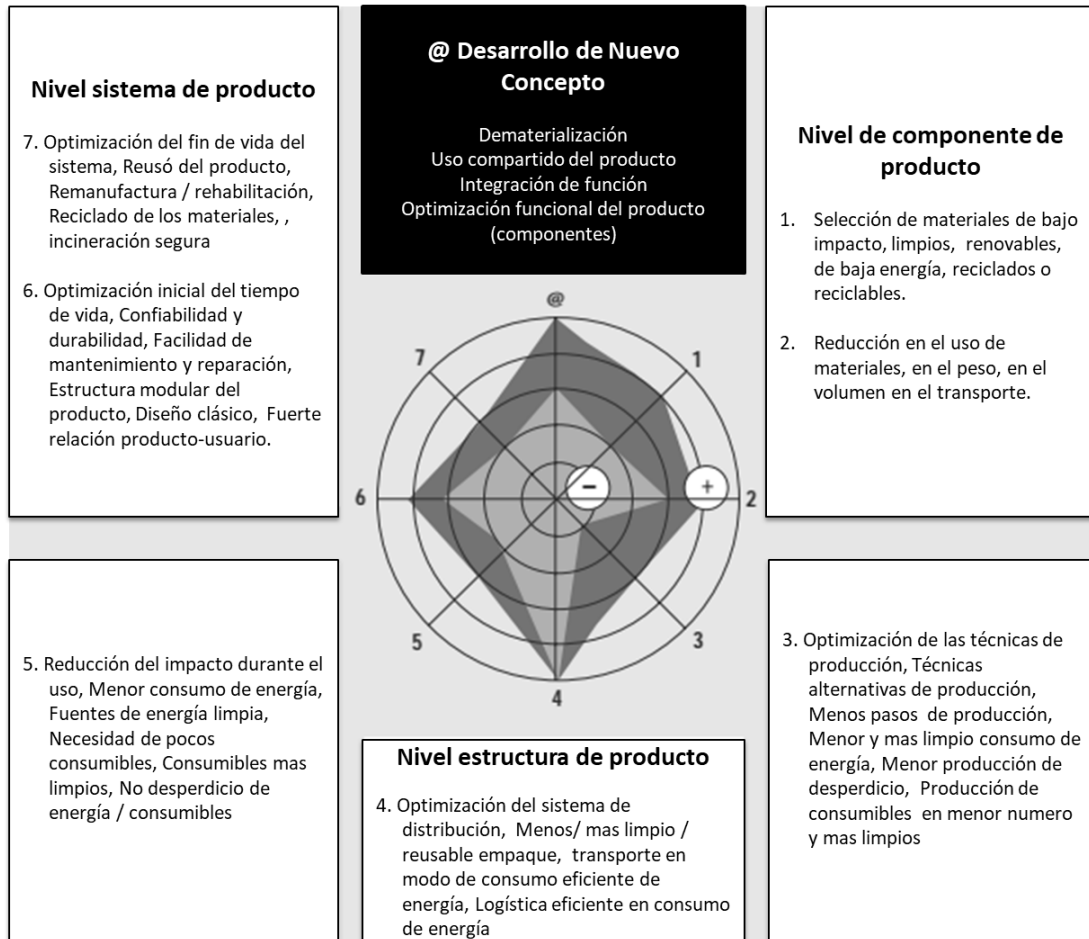 Nivel sistema de producto
7. Optimización del fin de vida del
sistema, Reusó del producto,
Remanufactura / rehabilitación,
Reciclado de los materiales, ,
incineración segura
6. Optimización inicial del tiempo
de vida, Confiabilidad y
durabilidad, Facilidad de
mantenimiento y reparación,
Estructura modular del
producto, Diseño clásico, Fuerte
relación producto-usuario.
@ Desarrollo de Nuevo
Concepto
Dematerialización
Uso compartido del producto
Integración de función
Optimización funcional del producto
(componentes)
Nivel de componente de
producto
1. Selección de materiales de bajo
impacto, limpios, renovables,
de baja energía, reciclados o
reciclables.
2. Reducción en el uso de
materiales, en el peso, en el
volumen en el transporte.
@
7
1
6
−
+
2
5
3
4
5. Reducción del impacto durante el
uso, Menor consumo de energía,
Fuentes de energía limpia,
Necesidad de pocos
consumibles, Consumibles mas
limpios, No desperdicio de
energía / consumibles
Nivel estructura de producto
4. Optimización del sistema de
distribución, Menos/ mas limpio /
reusable empaque, transporte en
modo de consumo eficiente de
energía, Logística eficiente en consumo
de energía
3. Optimización de las técnicas de
producción, Técnicas
alternativas de producción,
Menos pasos de producción,
Menor y mas limpio consumo de
energía, Menor producción de
desperdicio, Producción de
consumibles en menor numero
y mas limpios